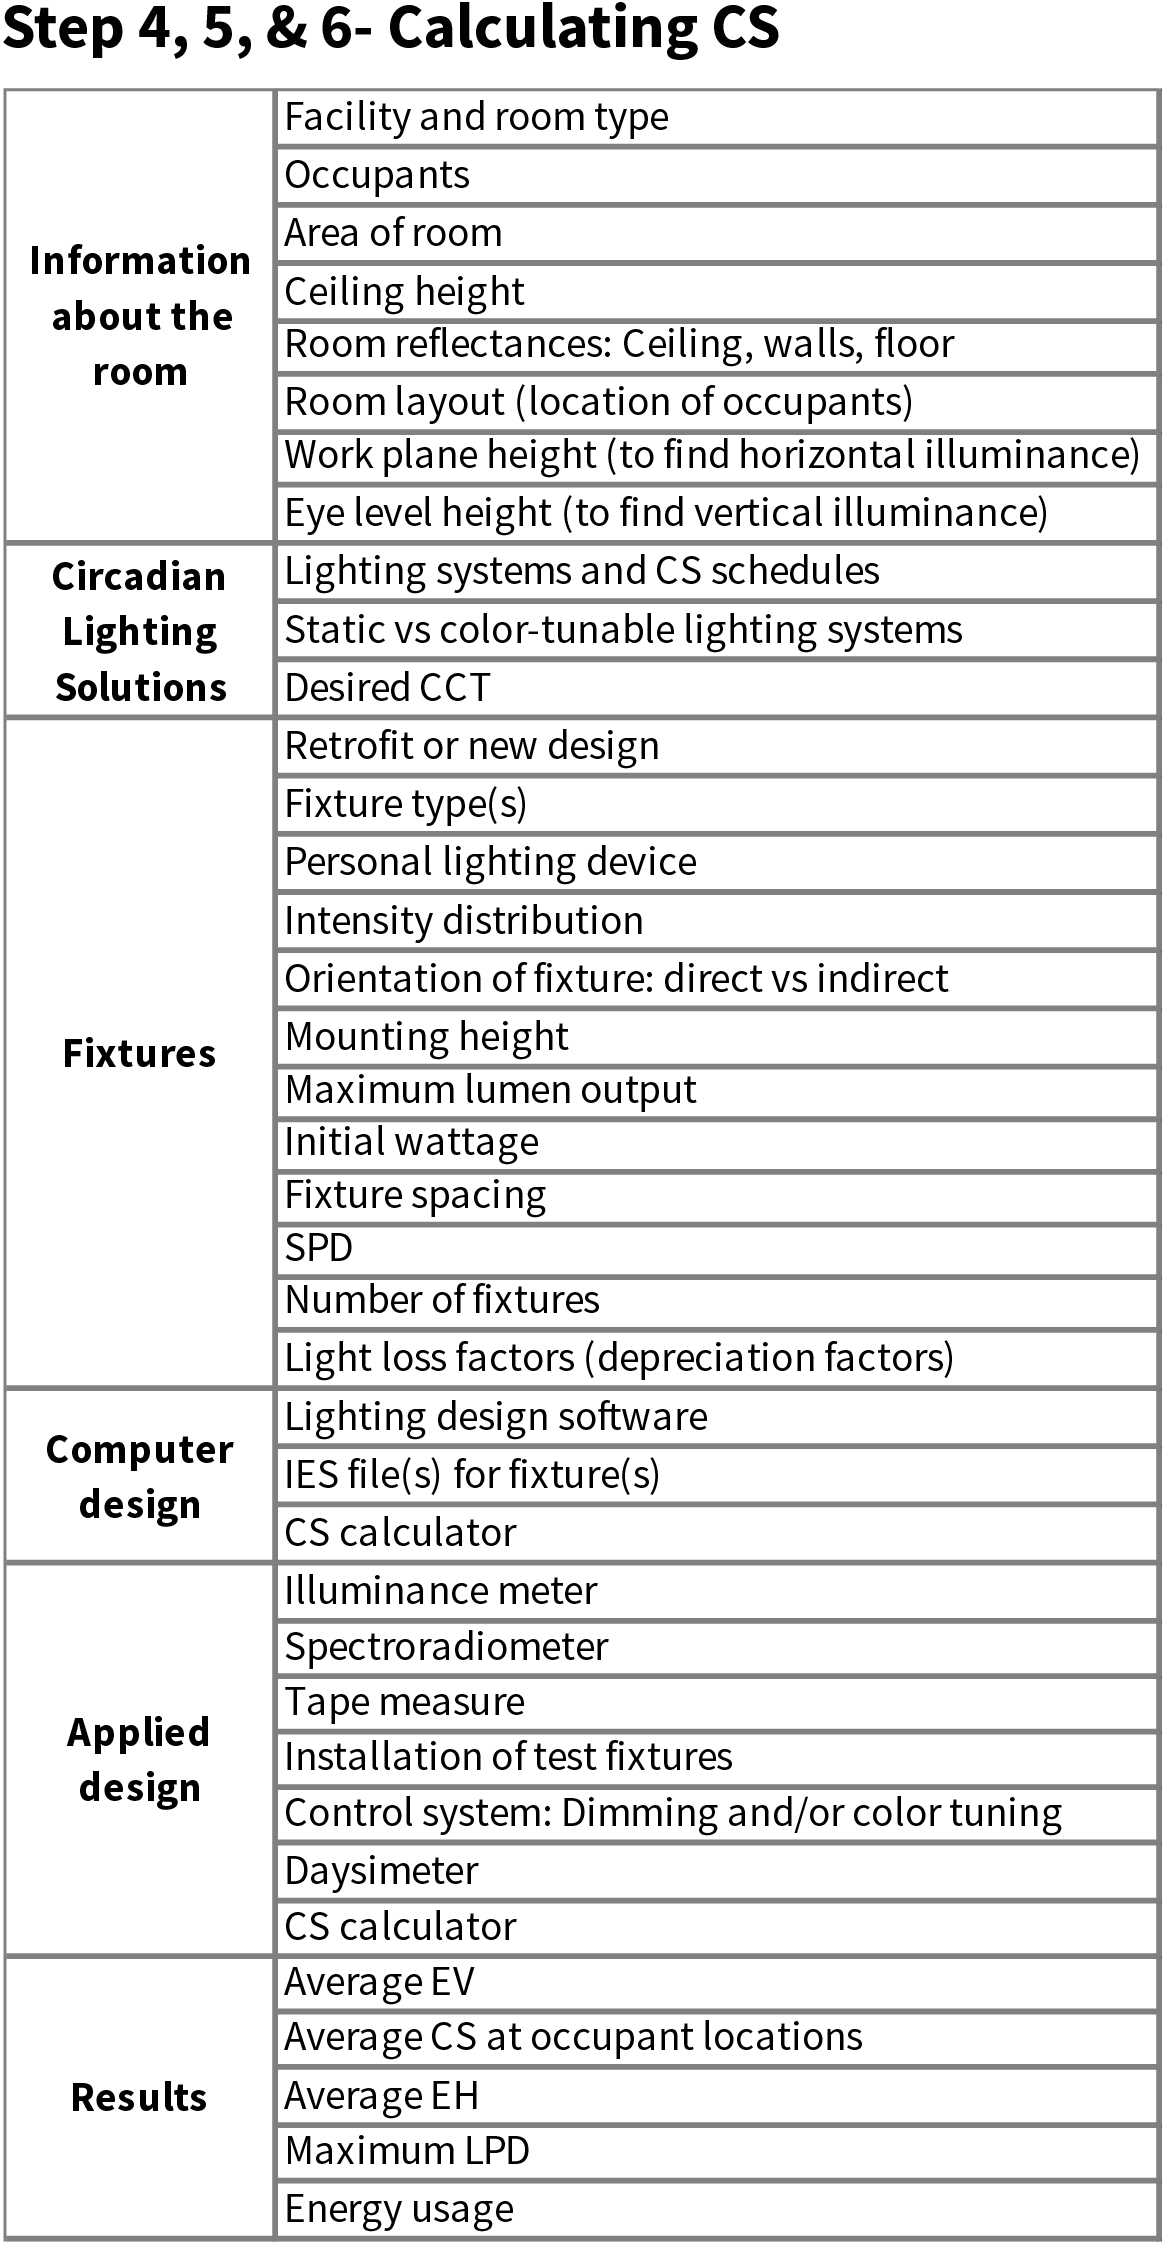 Step 4, 5, & 6- Calculating CS
Information
about the
room
Facility and room type
Occupants
Area of room
Ceiling height
Room reflectances: Ceiling, walls, floor
Room layout (location of occupants)
Work plane height (to find horizontal illuminance)
Eye level height (to find vertical illuminance)
Circadian
Lighting
Solutions
Lighting systems and CS schedules
Static vs color-tunable lighting systems
Desired CCT
Fixtures
Retrofit or new design
Fixture type(s)
Personal lighting device
Intensity distribution
Orientation of fixture: direct vs indirect
Mounting height
Maximum lumen output
Initial wattage
Fixture spacing
SPD
Number of fixtures
Light loss factors (depreciation factors)
Computer
design
Lighting design software
IES file(s) for fixture(s)
CS calculator
Applied
design
Illuminance meter
Spectroradiometer
Tape measure
Installation of test fixtures
Control system: Dimming and/or color tuning
Daysimeter
CS calculator
Results
Average EV
Average CS at occupant locations
Average EH
Maximum LPD
Energy usage